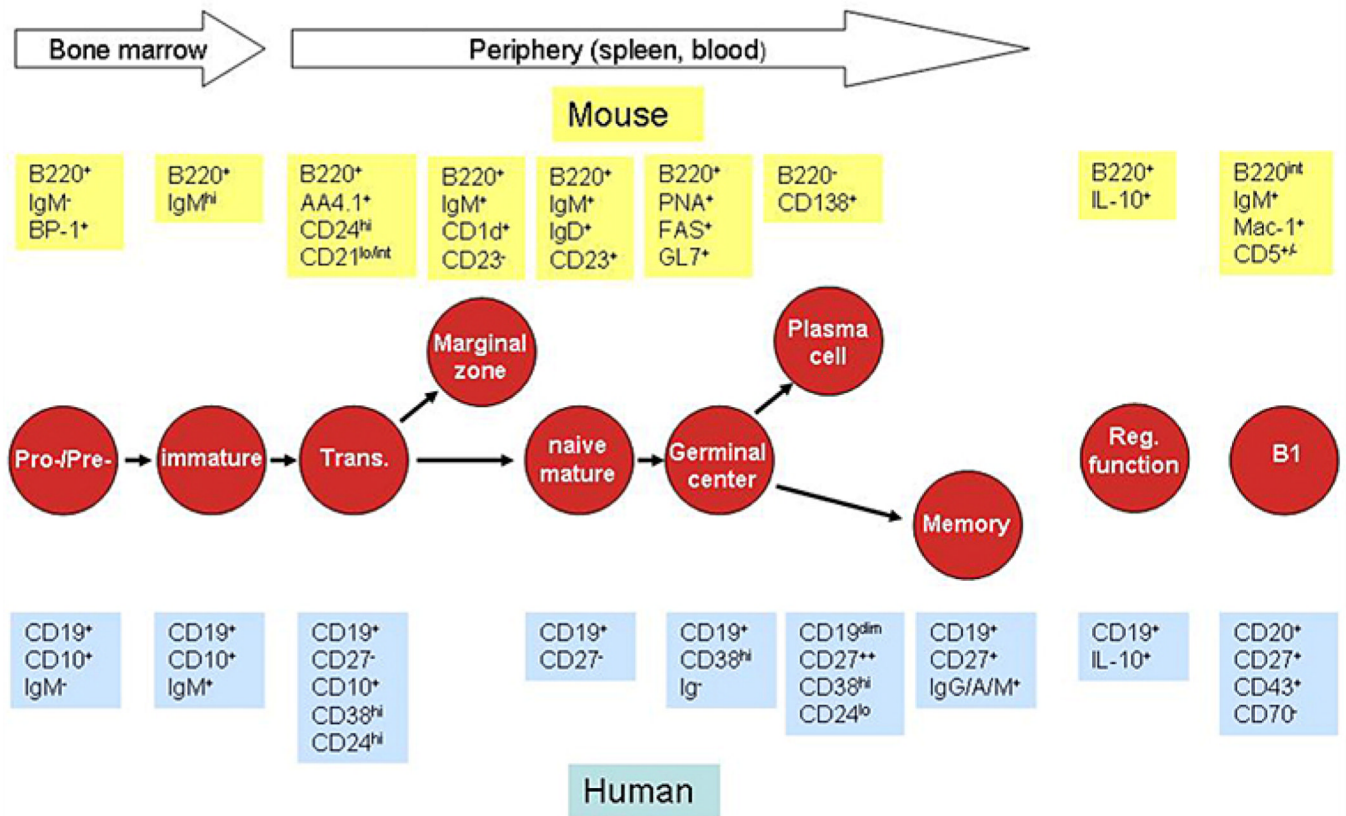 Bone marrow
Periphery (spleen, blood)
Mouse
B220⁺
IgM⁻
BP-1⁺
B220⁺
IgMʰⁱ
B220⁺
AA4.1⁺
CD24ʰⁱ
CD21ˡᵒ/ⁱⁿᵗ
B220⁺
IgM⁺
CD1d⁺
CD23⁻
B220⁺
IgM⁺
IgD⁺
CD23⁺
B220⁺
PNA⁺
FAS⁺
GL7⁺
B220⁻
CD138⁺
B220⁺
IL-10⁺
B220ⁱⁿᵗ
IgM⁺
Mac-1⁺
CD5⁺/⁻
Marginal
zone
Plasma
cell
Pro-/Pre-
immature
Trans.
naive
mature
Germinal
center
Memory
Reg.
function
B1
CD19⁺
CD10⁺
IgM⁻
CD19⁺
CD10⁺
IgM⁺
CD19⁺
CD27⁻
CD10⁺
CD38ʰⁱ
CD24ʰⁱ
CD19⁺
CD27⁻
CD19⁺
CD38ʰⁱ
Ig⁻
CD19ᵈⁱᵐ
CD27⁺⁺
CD38ʰⁱ
CD24ˡᵒ
CD19⁺
CD27⁺
IgG/A/M⁺
CD19⁺
IL-10⁺
CD20⁺
CD27⁺
CD43⁺
CD70⁻
Human